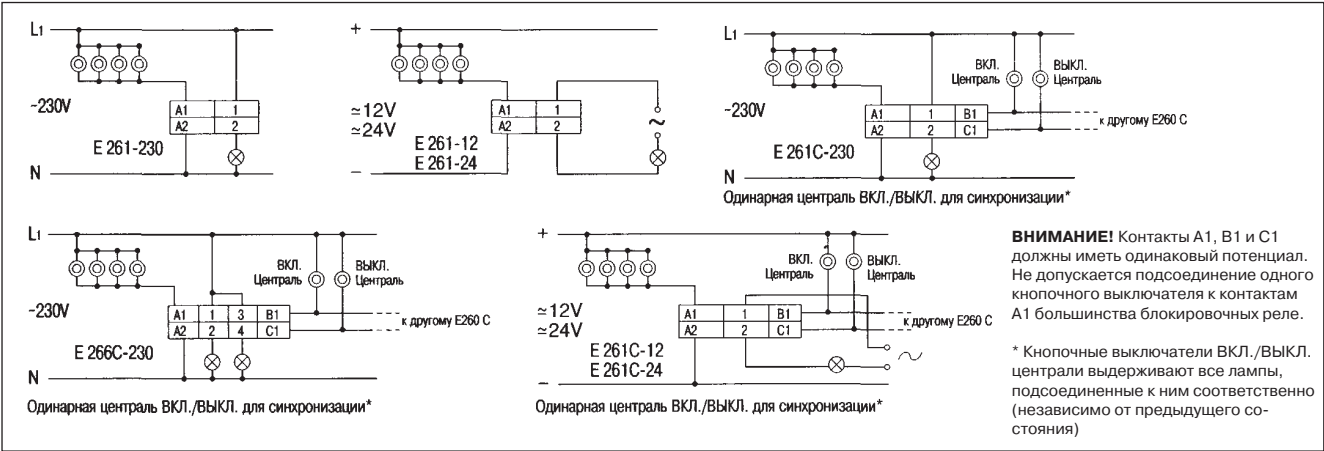 L1
~230V
A1 1
A2 2
E 261-230
N
+
≃12V
≃24V
A1 1
A2 2
E 261-12
E 261-24
~
−
L1
ВКЛ.
Централь
ВЫКЛ.
Централь
~230V
A1 1 B1
A2 2 C1
к другому E260 C
E 261C-230
N
Одинарная централь ВКЛ./ВЫКЛ. для синхронизации*
L1
ВКЛ.
Централь
ВЫКЛ.
Централь
~230V
A1 1 3 B1
A2 2 4 C1
к другому E260 C
E 266C-230
N
Одинарная централь ВКЛ./ВЫКЛ. для синхронизации*
+
ВКЛ.
Централь
ВЫКЛ.
Централь
≃12V
≃24V
A1 1 B1
A2 2 C1
к другому E260 C
E 261C-12
E 261C-24
~
−
Одинарная централь ВКЛ./ВЫКЛ. для синхронизации*
ВНИМАНИЕ! Контакты A1, B1 и C1
должны иметь одинаковый потенциал.
Не допускается подсоединение одного
кнопочного выключателя к контактам
A1 большинства блокировочных реле.
* Кнопочные выключатели ВКЛ./ВЫКЛ.
централи выдерживают все лампы,
подсоединенные к ним соответственно
(независимо от предыдущего со-
стояния)